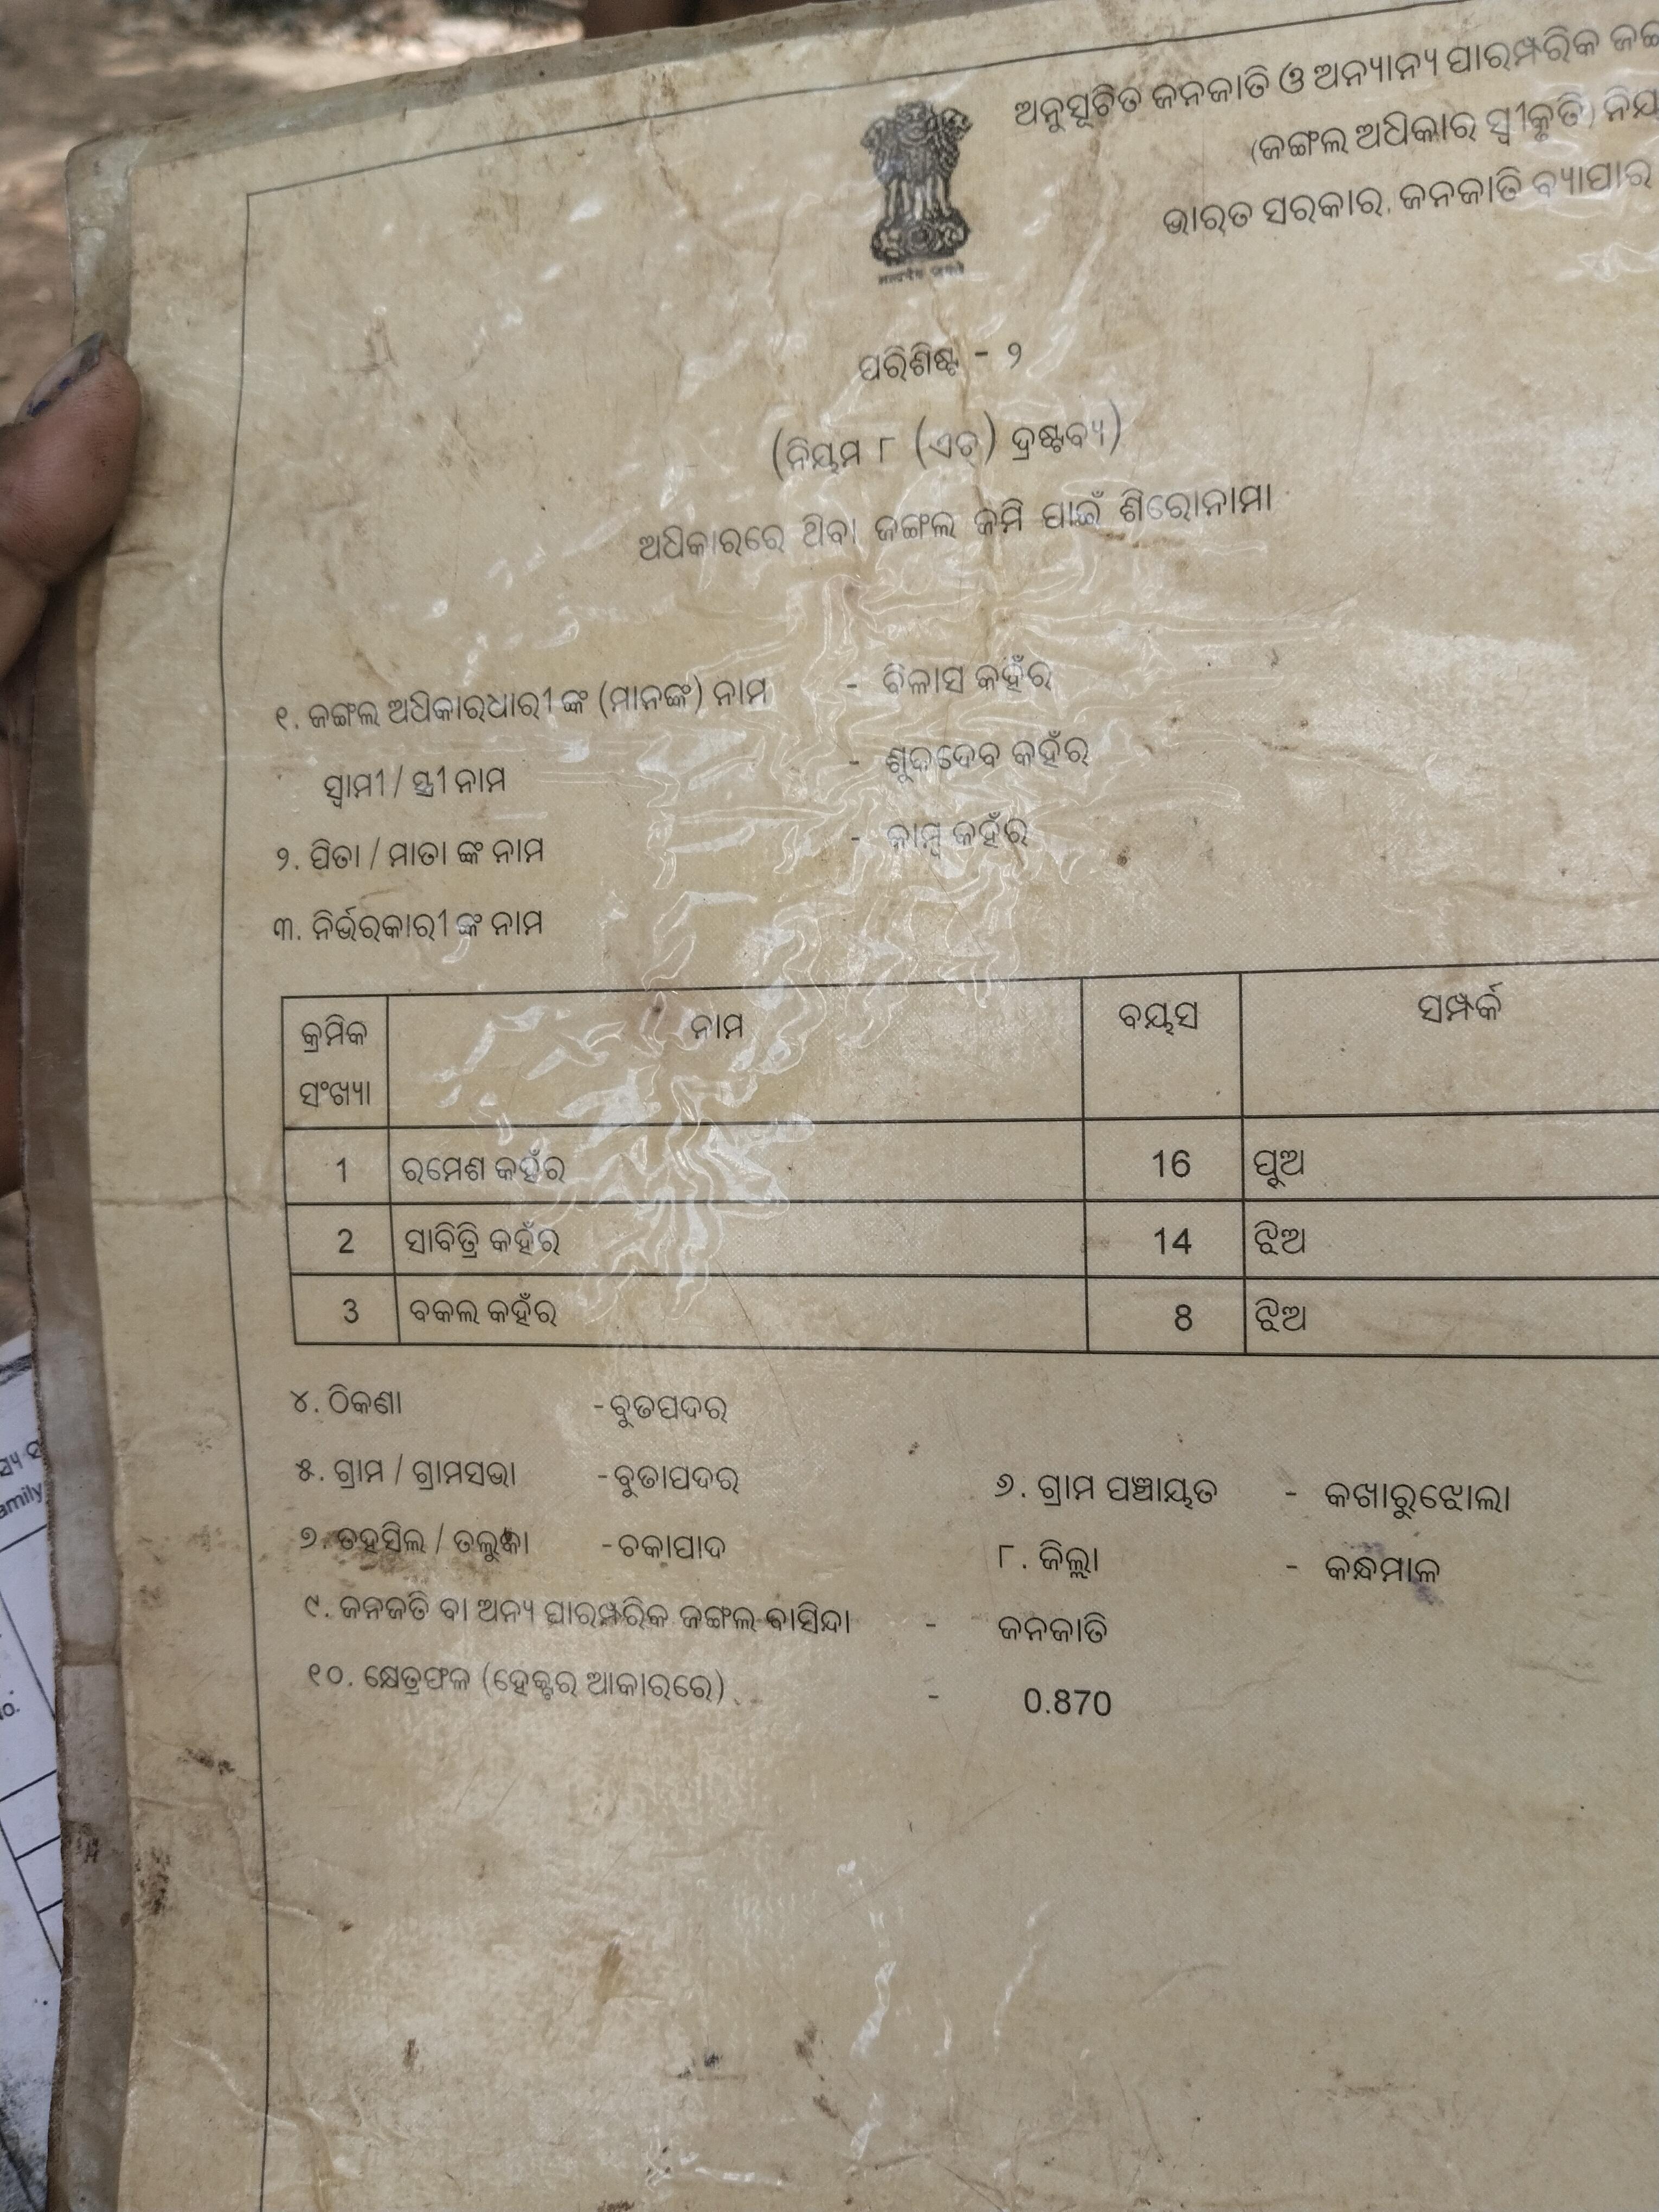 ଅନୁସୂଚିତ ଜନଜାତି ଓ ଅନ୍ୟାନ୍ୟ ପାରମ୍ପରିକ
(ଜଙ୍ଗଲ ଅଧିକାର ସ୍ୱୀକୃତି)
ଭାରତ ସରକାର, ଜନଜାତି ବ୍ୟାପାର
ପରିଶିଷ୍ଟ - ୨
(ନିୟମ ୮ (ଏଚ୍) ଦ୍ରଷ୍ଟବ୍ୟ)
ଅଧିକାରରେ ଥିବା ଜଙ୍ଗଲ ଜମି ପାଇଁ ଶିରୋନାମା
୧. ଜଙ୍ଗଲ ଅଧିକାରଧାରୀ ଙ୍କ (ମାନଙ୍କ) ନାମ - ବିଳାସ କହଁର
ସ୍ୱାମୀ / ସ୍ତ୍ରୀ ନାମ - ଶୁକଦେବ କହଁର
୨. ପିତା / ମାତା ଙ୍କ ନାମ - କହଁର
୩. ନିର୍ଭରକାରୀ ଙ୍କ ନାମ
କ୍ରମିକ ସଂଖ୍ୟା ନାମ ବୟସ ସମ୍ପର୍କ
1 ରମେଶ କହଁର 16 ପୁଅ
2 ସାବିତ୍ରି କହଁର 14 ଝିଅ
3 ବକଲ କହଁର 8 ଝିଅ
୪. ଠିକଣା - ବୁତପଦର
୫. ଗ୍ରାମ / ଗ୍ରାମସଭା - ବୁତାପଦର ୬. ଗ୍ରାମ ପଞ୍ଚାୟତ - କଖାରୁଝୋଲା
୭. ତହସିଲ / ତଲୁକା - ଚକାପାଦ ୮. ଜିଲ୍ଲା - କନ୍ଧମାଳ
୯. ଜନଜତି ବା ଅନ୍ୟ ପାରମ୍ପରିକ ଜଙ୍ଗଲ ବାସିନ୍ଦା - ଜନଜାତି
୧୦. କ୍ଷେତ୍ରଫଳ (ହେକ୍ଟର ଆକାରରେ) - 0.870